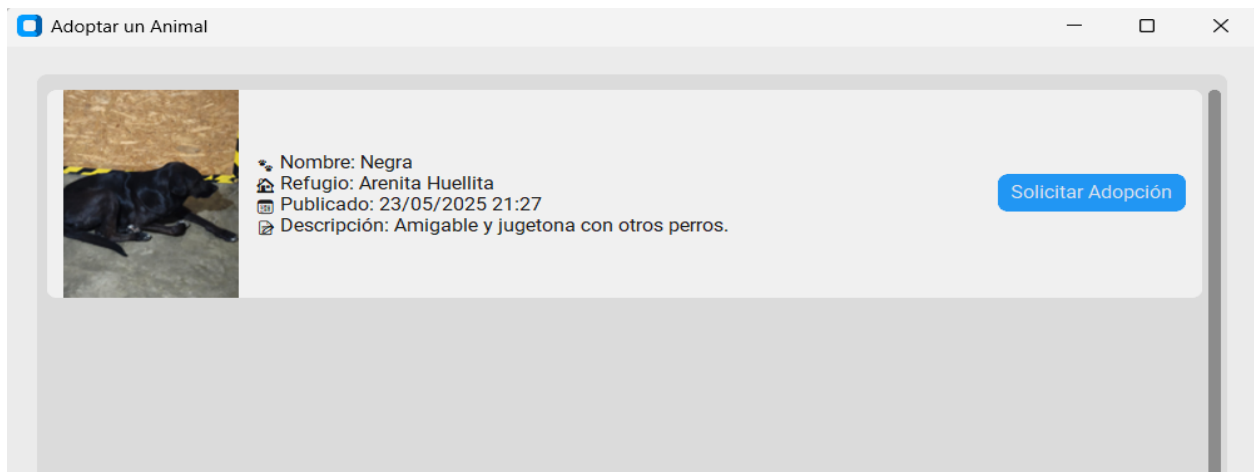 Adoptar un Animal
Nombre: Negra
Refugio: Arenita Huellita
Publicado: 23/05/2025 21:27
Descripción: Amigable y jugetona con otros perros.
Solicitar Adopción